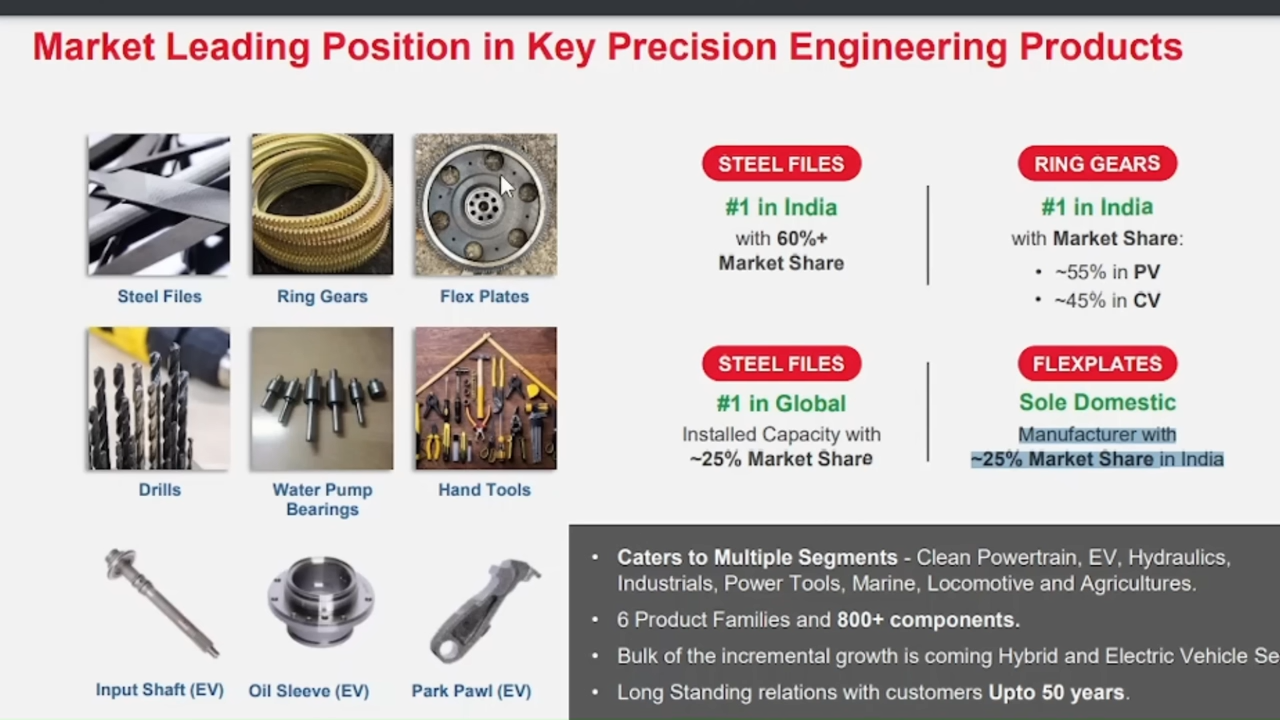 Market Leading Position in Key Precision Engineering Products
Steel Files
Ring Gears
Flex Plates
Drills
Water Pump
Bearings
Hand Tools
Input Shaft (EV)
Oil Sleeve (EV)
Park Pawl (EV)
STEEL FILES
#1 in India
with 60%+
Market Share
RING GEARS
#1 in India
with Market Share:
• ~55% in PV
• ~45% in CV
STEEL FILES
#1 in Global
Installed Capacity with
~25% Market Share
FLEXPLATES
Sole Domestic
Manufacturer with
~25% Market Share in India
• Caters to Multiple Segments - Clean Powertrain, EV, Hydraulics,
Industrials, Power Tools, Marine, Locomotive and Agricultures.
• 6 Product Families and 800+ components.
• Bulk of the incremental growth is coming Hybrid and Electric Vehicle Se
• Long Standing relations with customers Upto 50 years.